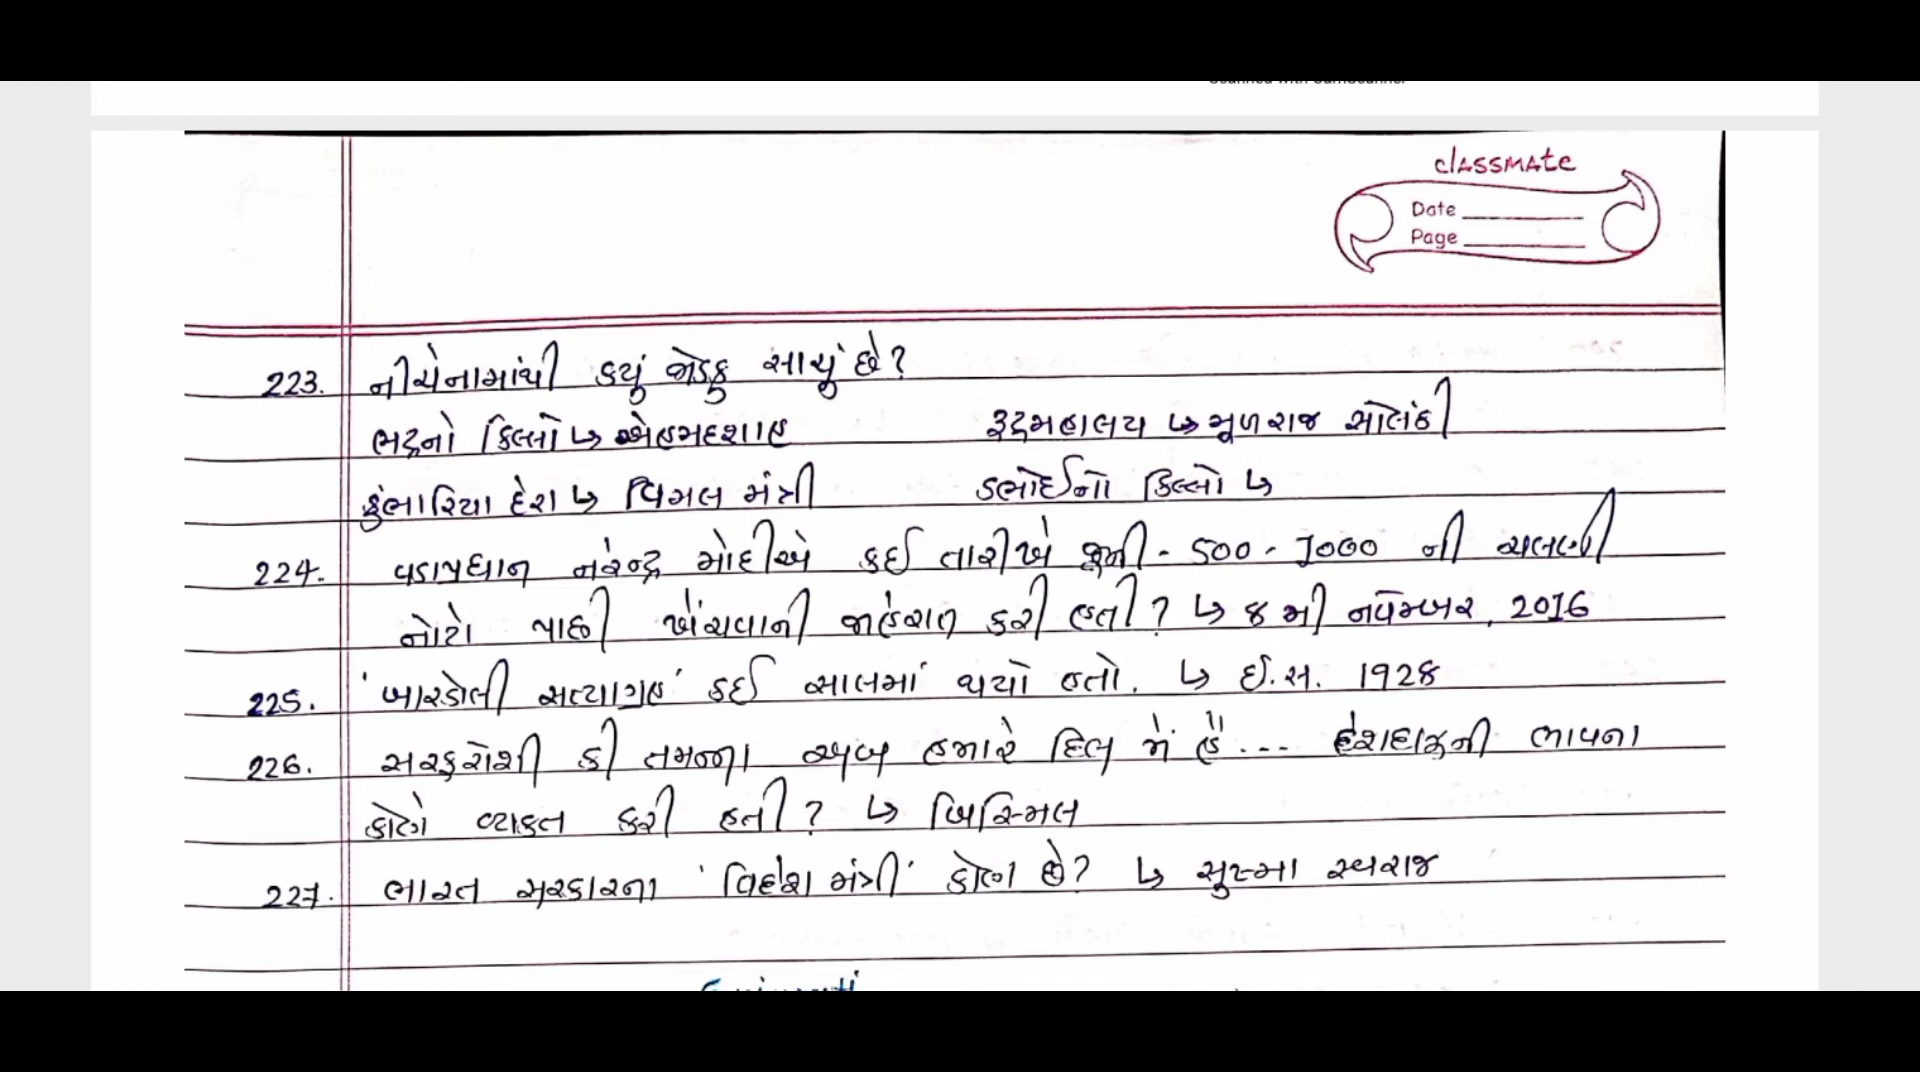 classmate
Date
Page
223. નીચેનામાંથી કયું જોડકુ સાચું છે?
ભદ્રનો કિલ્લો ↳ એહમદશાહ રૂદ્રમહાલય ↳ મૂળરાજ સોલંકી
કુંભારિયા દેરા ↳ વિમલ મંત્રી ડભોઈનો કિલ્લો ↳
224. વડાપ્રધાન નરેન્દ્ર મોદીએ કઈ તારીખે જૂની - 500 - 1000 ની ચલણી
નોટો પાછી ખેંચવાની જાહેરાત કરી હતી? ↳ 8 મી નવેમ્બર, 2016
225. 'બારડોલી સત્યાગ્રહ' કઈ સાલમાં થયો હતો. ↳ ઈ.સ. 1928
226. સરફરોશી કી તમન્ના અબ હમારે દિલ મેં હૈ... દેશદાઝની ભાવના
કોણે વ્યકત કરી હતી? ↳ બિસ્મિલ
227. ભારત સરકારના 'વિદેશ મંત્રી' કોણ છે? ↳ સુષ્મા સ્વરાજ